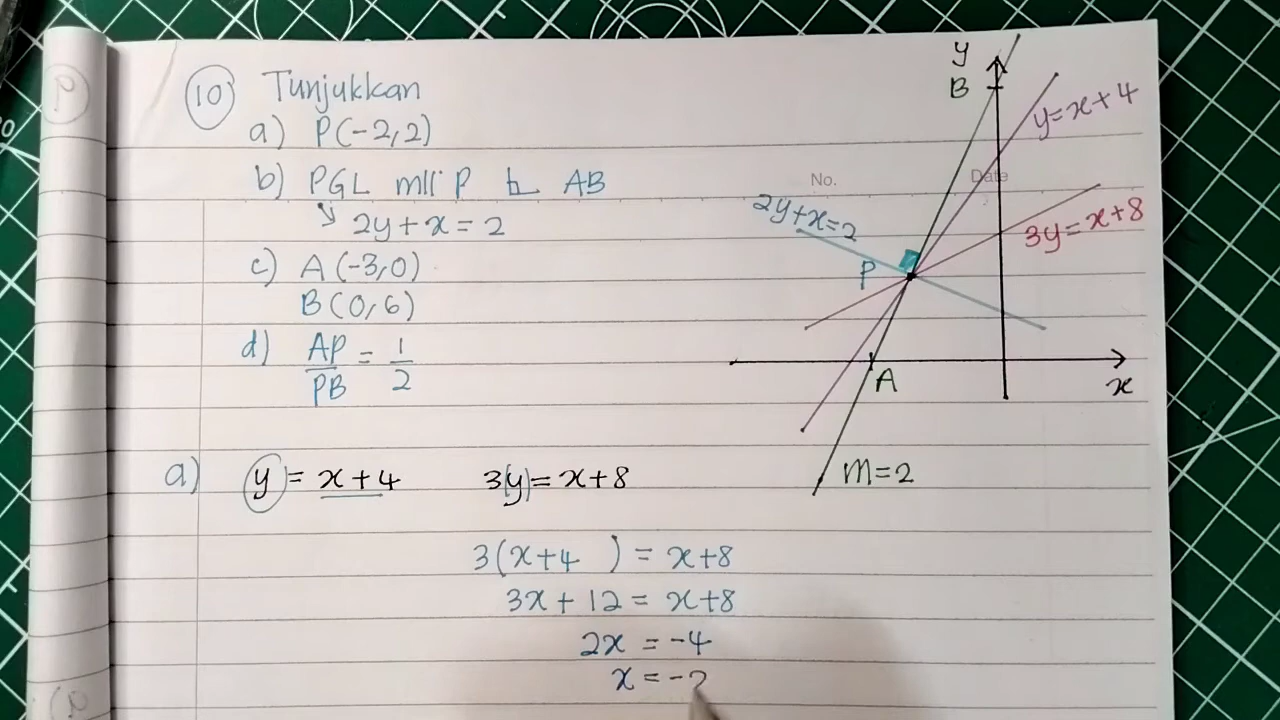 10 Tunjukkan
a) P(-2,2)
b) PGL mll P ⊥ AB
2y+x=2
c) A(-3,0)
B(0,6)
d) AP/PB = 1/2
y
B
y=x+4
No.
Date
2y+x=2
3y=x+8
P
A
x
m=2
a) y = x+4 3(y)=x+8
3(x+4 ) = x+8
3x+12 = x+8
2x = -4
x = -2